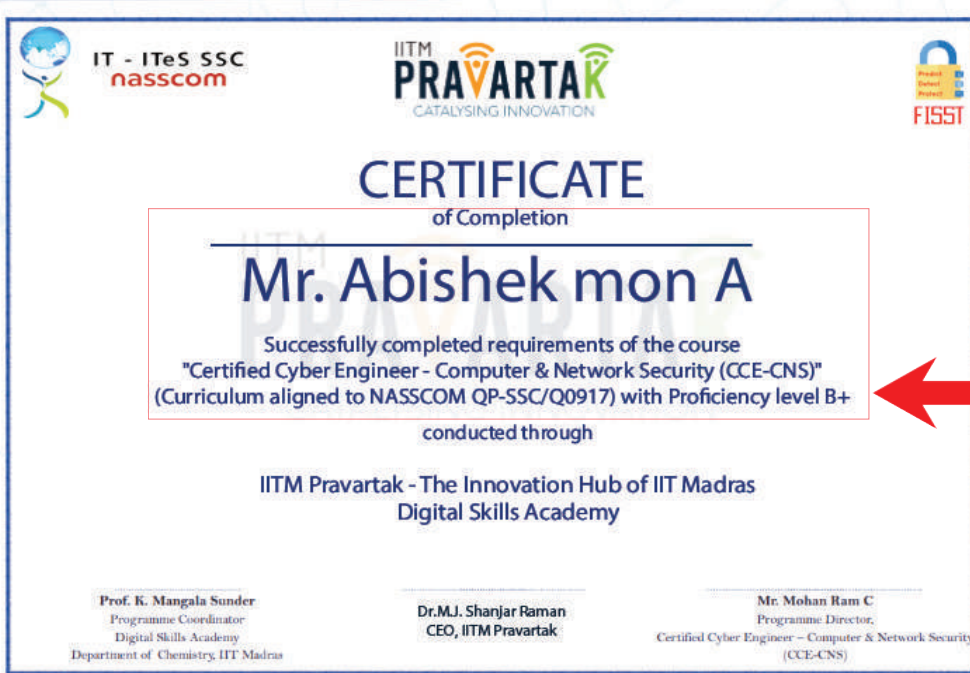 IT - ITeS SSC
nasscom
IITM
PRAVARTAK
CATALYSING INNOVATION
Predict
Detect
Protect
FISST
CERTIFICATE
of Completion
IITM
PRAVARTAK
Mr. Abishek mon A
Successfully completed requirements of the course
"Certified Cyber Engineer - Computer & Network Security (CCE-CNS)"
(Curriculum aligned to NASSCOM QP-SSC/Q0917) with Proficiency level B+
conducted through
IITM Pravartak - The Innovation Hub of IIT Madras
Digital Skills Academy
Prof. K. Mangala Sunder
Programme Coordinator
Digital Skills Academy
Department of Chemistry, IIT Madras
Dr.M.J. Shanjar Raman
CEO, IITM Pravartak
Mr. Mohan Ram C
Programme Director,
Certified Cyber Engineer – Computer & Network Security
(CCE-CNS)